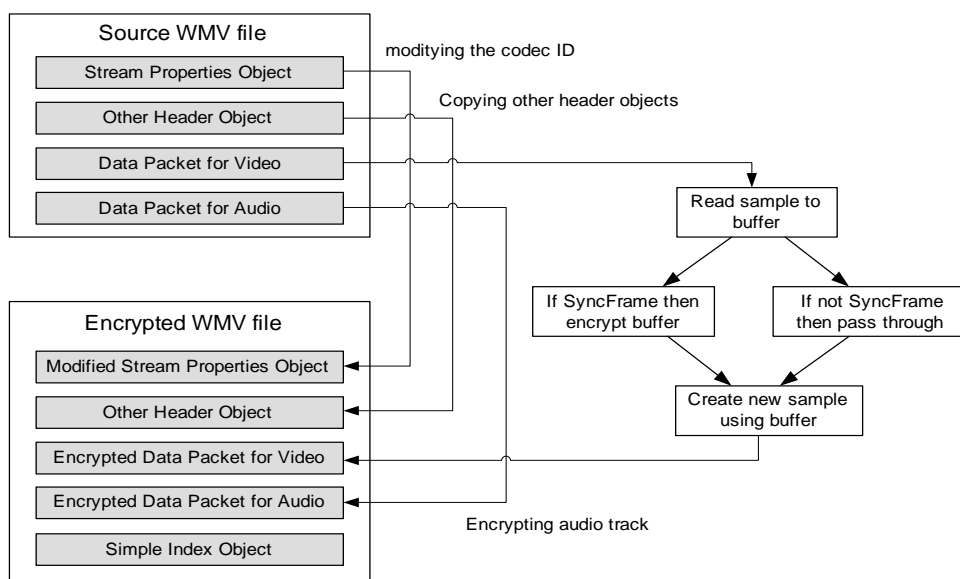 Source WMV file
Stream Properties Object
Other Header Object
Data Packet for Video
Data Packet for Audio
moditying the codec ID
Copying other header objects
Read sample to
buffer
If SyncFrame then
encrypt buffer
If not SyncFrame
then pass through
Create new sample
using buffer
Encrypted WMV file
Modified Stream Properties Object
Other Header Object
Encrypted Data Packet for Video
Encrypted Data Packet for Audio
Simple Index Object
Encrypting audio track